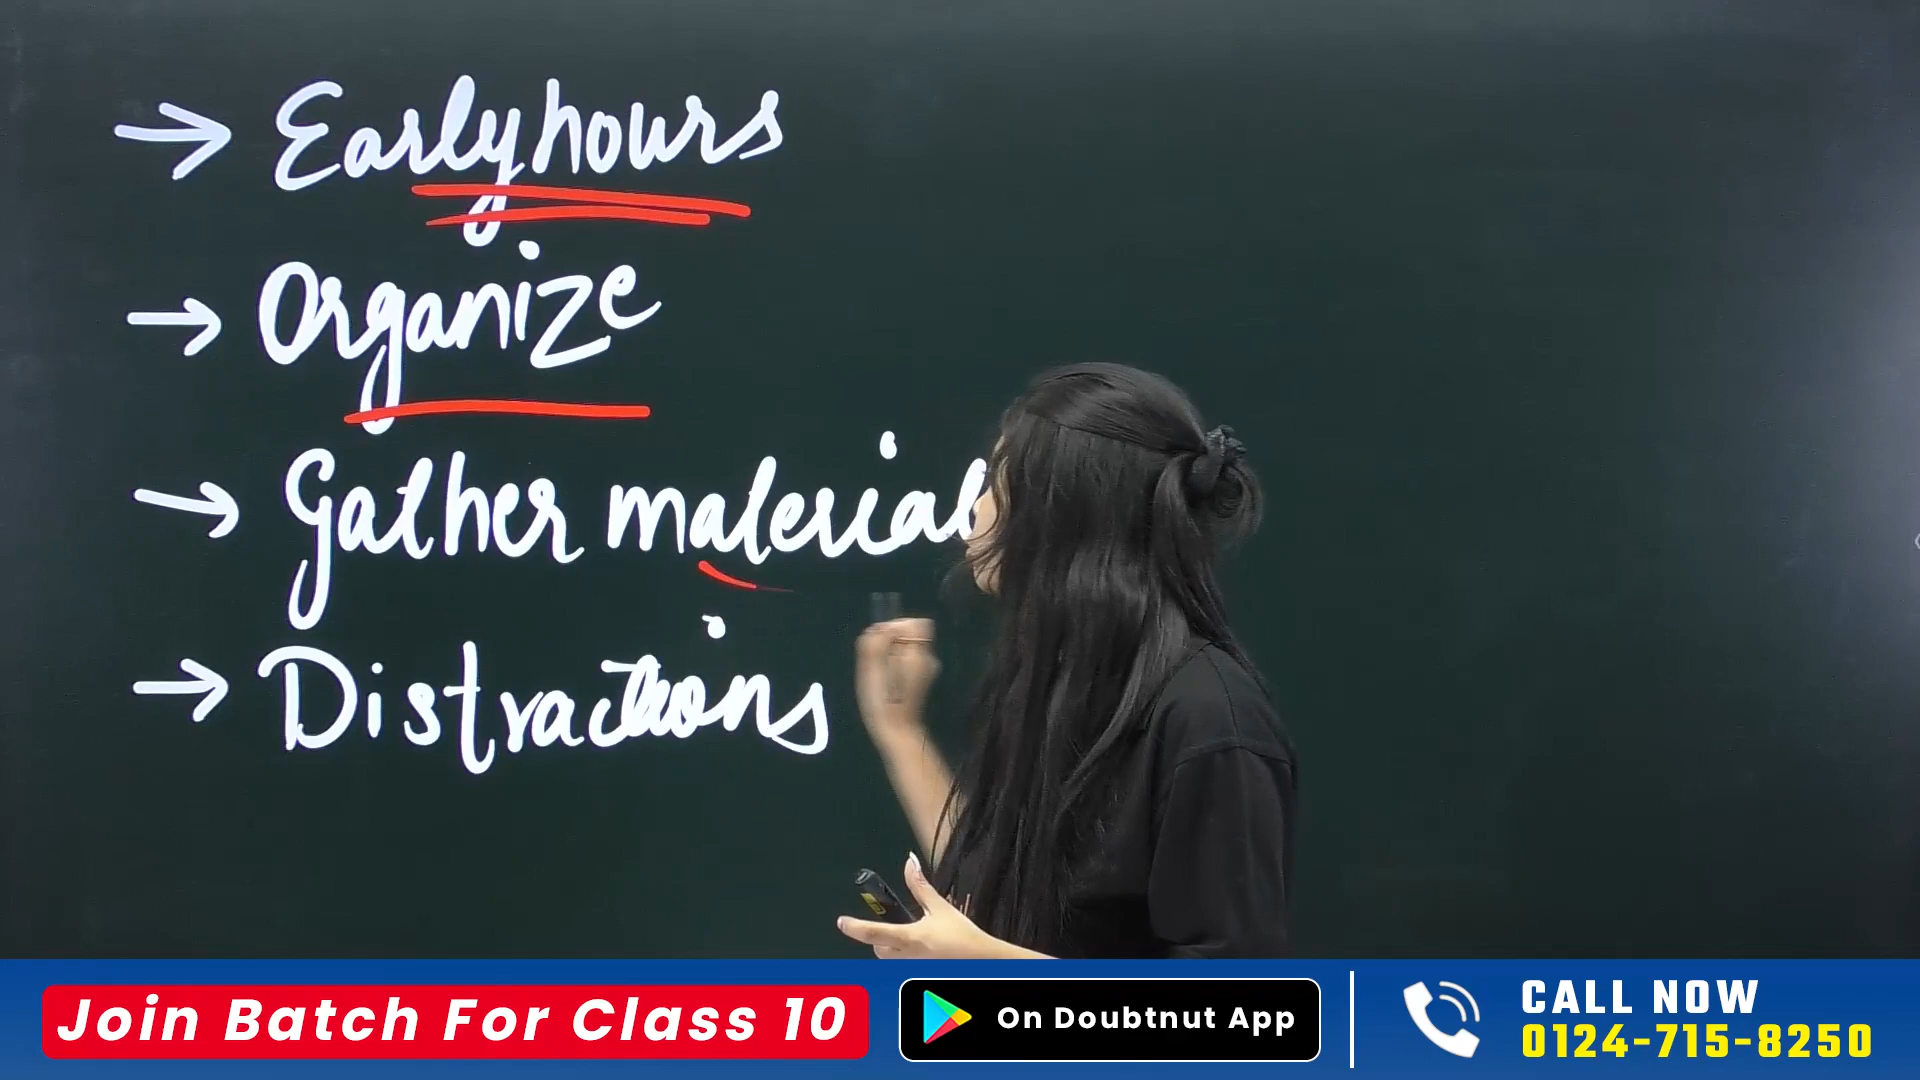 → Early hours
→ Organize
→ Gather material
→ Distractions
Join Batch For Class 10
On Doubtnut App
CALL NOW
0124-715-8250